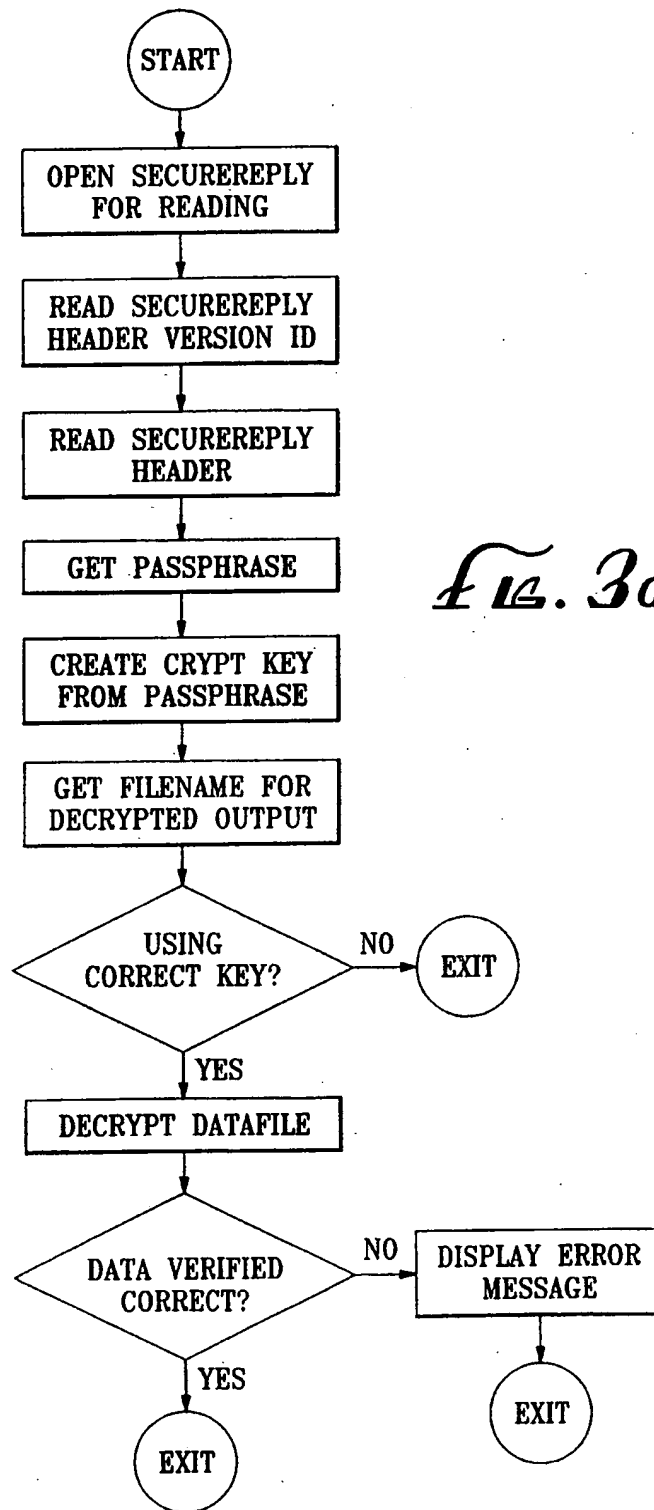 START
OPEN SECUREREPLY
FOR READING
READ SECUREREPLY
HEADER VERSION ID
READ SECUREREPLY
HEADER
GET PASSPHRASE
CREATE CRYPT KEY
FROM PASSPHRASE
GET FILENAME FOR
DECRYPTED OUTPUT
USING
CORRECT KEY?
NO
EXIT
YES
DECRYPT DATAFILE
DATA VERIFIED
CORRECT?
NO
DISPLAY ERROR
MESSAGE
EXIT
YES
EXIT
FIG.